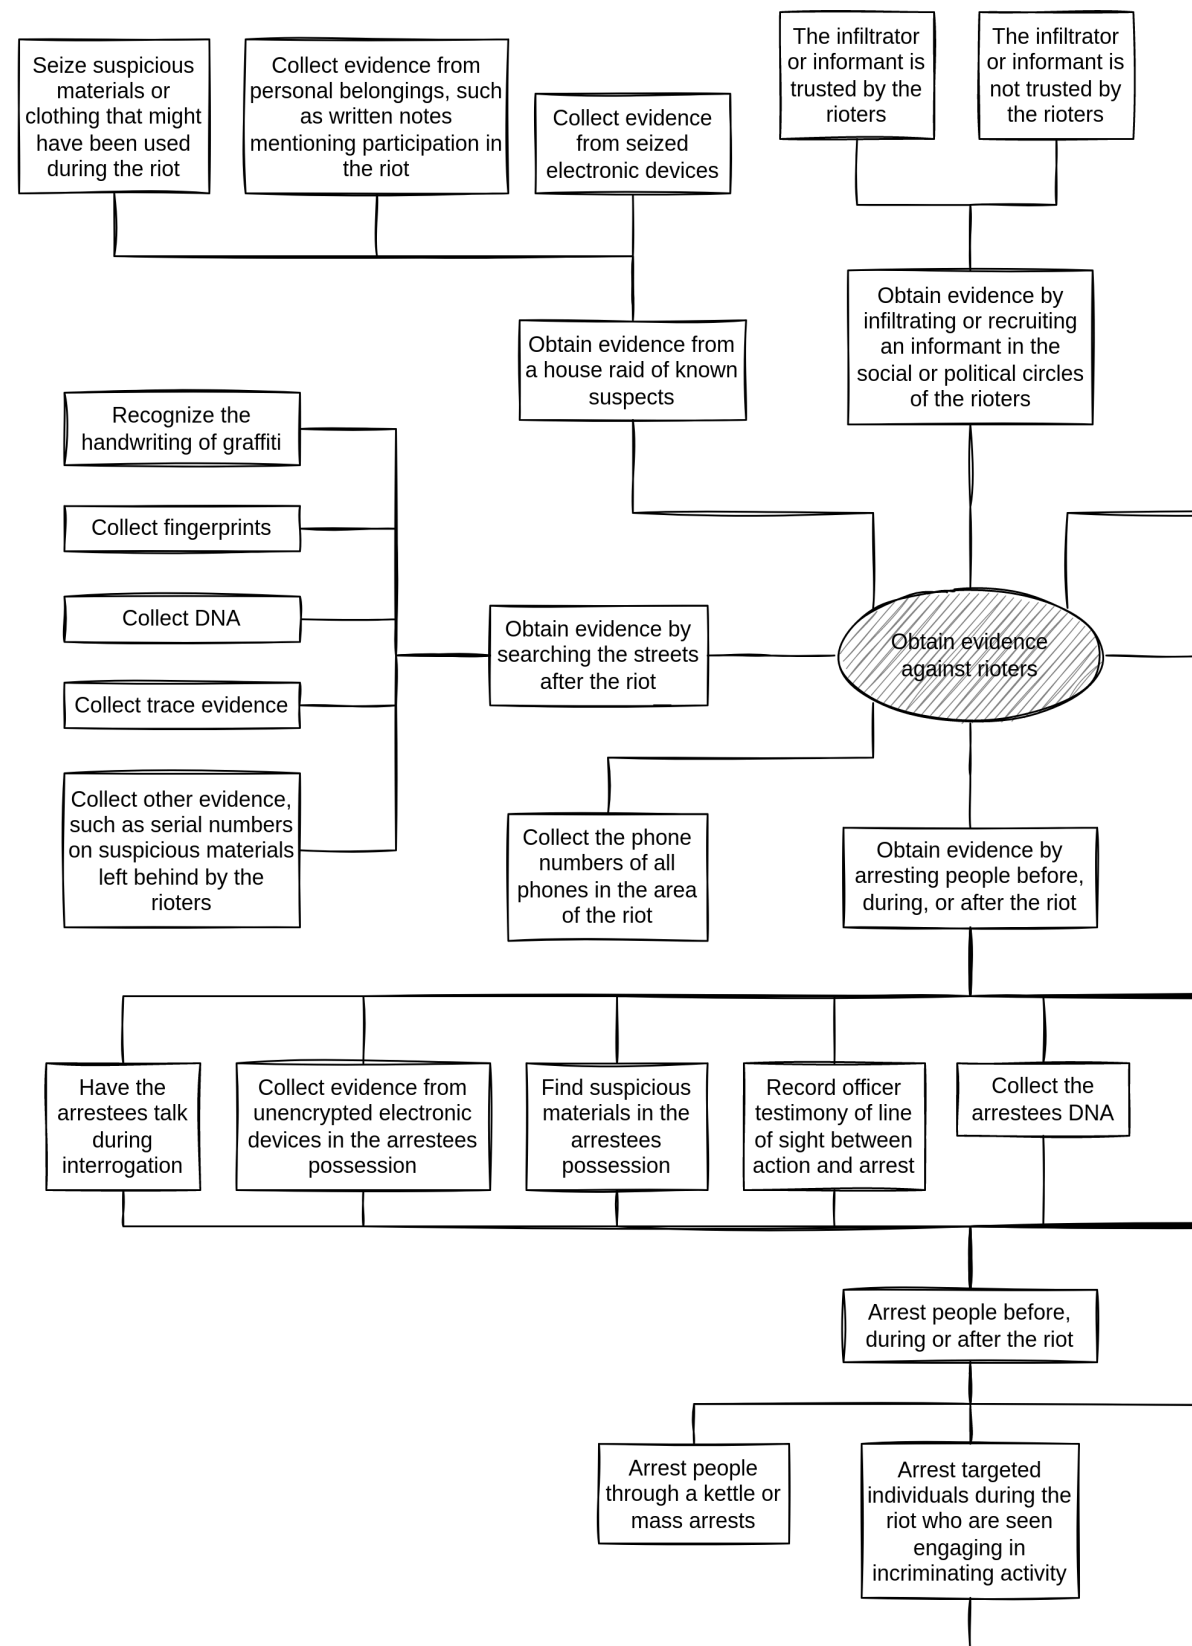 Seize suspicious
materials or
clothing that might
have been used
during the riot
Collect evidence from
personal belongings, such
as written notes
mentioning participation in
the riot
Collect evidence
from seized
electronic devices
The infiltrator
or informant is
trusted by the
rioters
The infiltrator
or informant is
not trusted by
the rioters
Obtain evidence from
a house raid of known
suspects
Obtain evidence by
infiltrating or recruiting
an informant in the
social or political circles
of the rioters
Recognize the
handwriting of graffiti
Collect fingerprints
Collect DNA
Collect trace evidence
Collect other evidence,
such as serial numbers
on suspicious materials
left behind by the
rioters
Obtain evidence by
searching the streets
after the riot
Obtain evidence
against rioters
Collect the phone
numbers of all
phones in the area
of the riot
Obtain evidence by
arresting people before,
during, or after the riot
Have the
arrestees talk
during
interrogation
Collect evidence from
unencrypted electronic
devices in the arrestees
possession
Find suspicious
materials in the
arrestees
possession
Record officer
testimony of line
of sight between
action and arrest
Collect the
arrestees DNA
Arrest people before,
during or after the riot
Arrest people
through a kettle or
mass arrests
Arrest targeted
individuals during the
riot who are seen
engaging in
incriminating activity